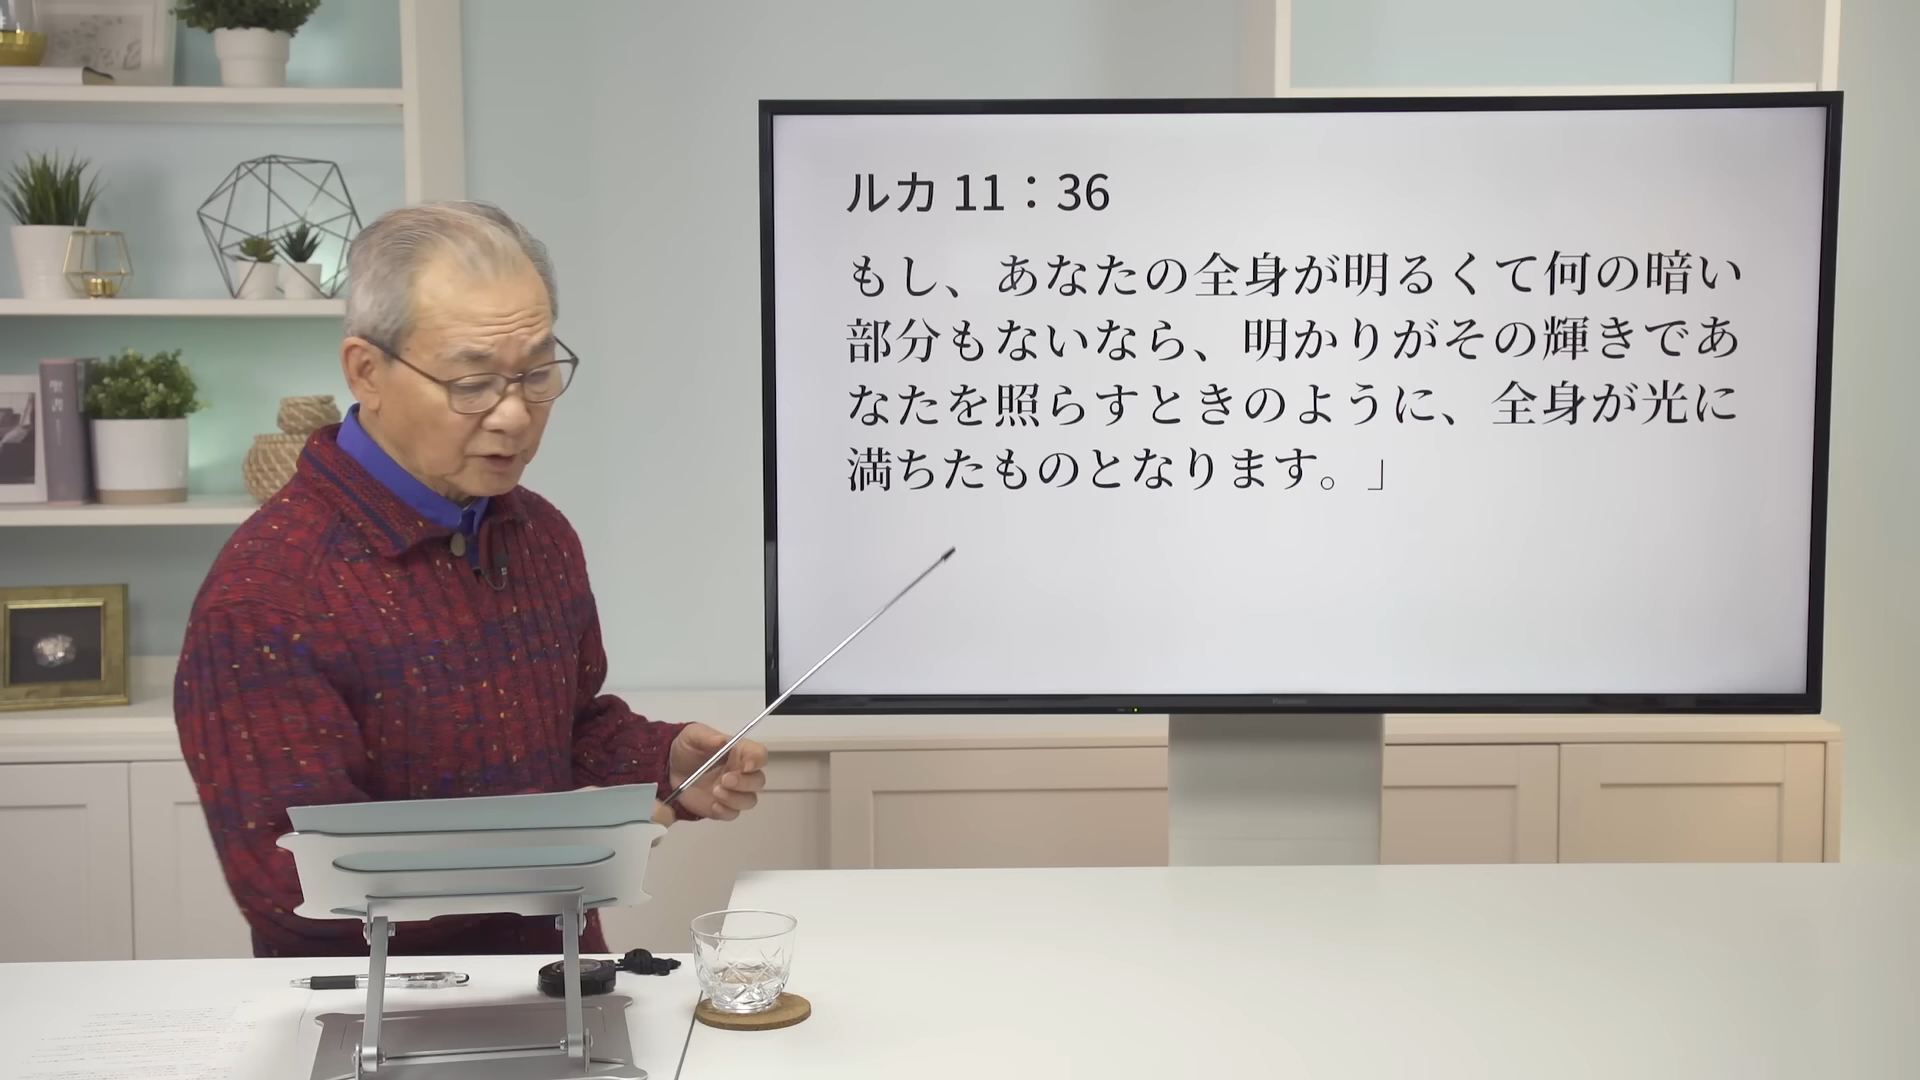 ルカ 11：36
もし、あなたの全身が明るくて何の暗い
部分もないなら、明かりがその輝きであ
なたを照らすときのように、全身が光に
満ちたものとなります。」
聖書
Panasonic